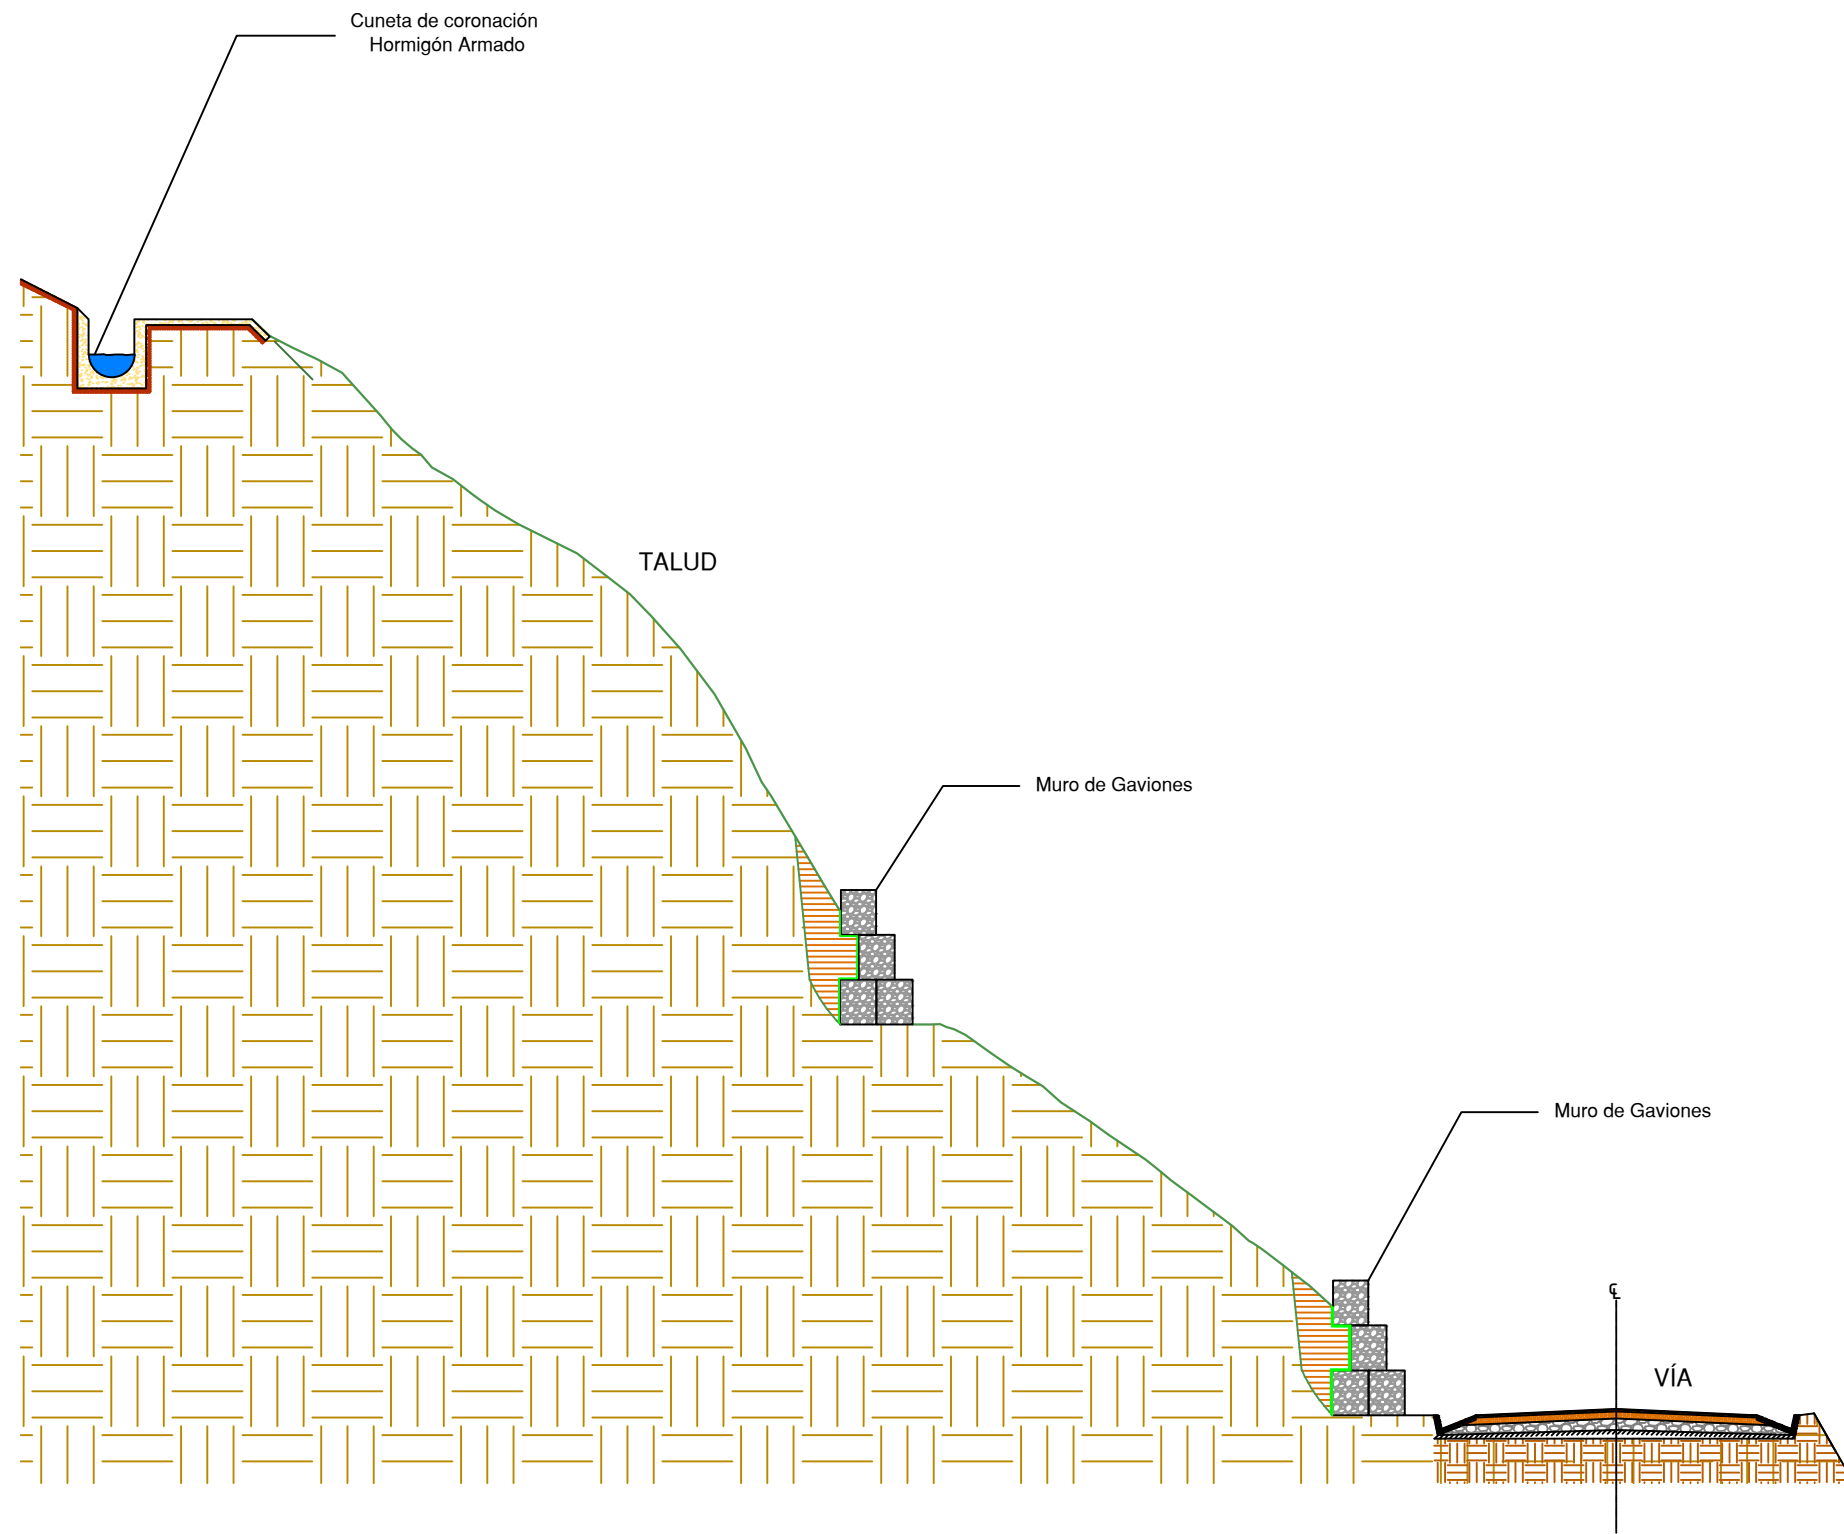 Cuneta de coronación
Hormigón Armado
TALUD
Muro de Gaviones
Muro de Gaviones
℄
VÍA